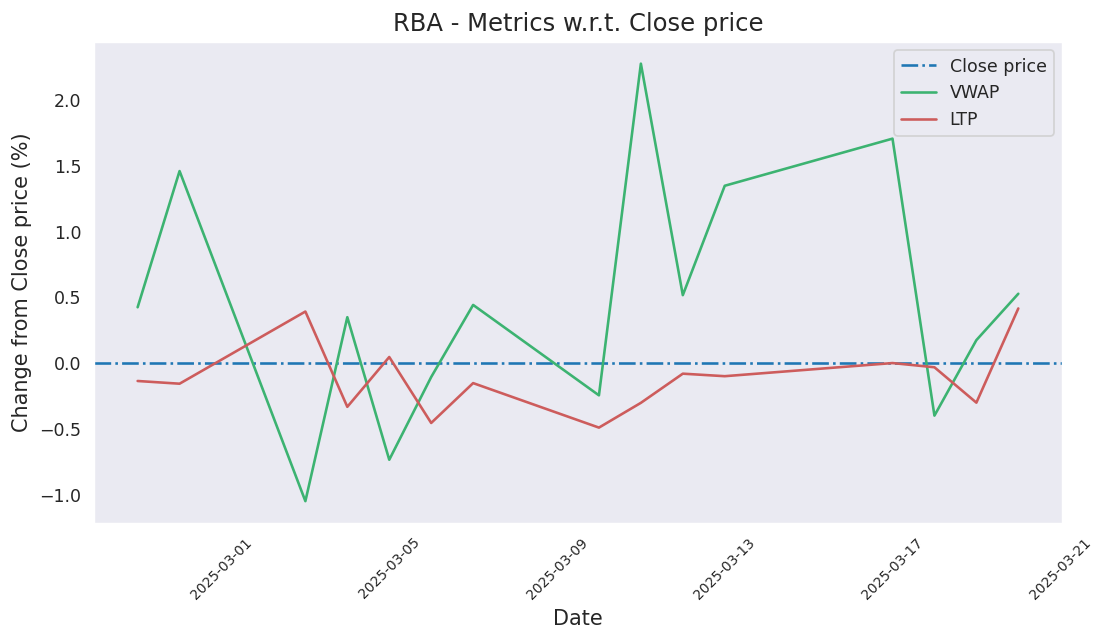 RBA - Metrics w.r.t. Close price
Close price
VWAP
LTP
Change from Close price (%)
2.0
1.5
1.0
0.5
0.0
−0.5
−1.0
2025-03-01
2025-03-05
2025-03-09
2025-03-13
2025-03-17
2025-03-21
Date